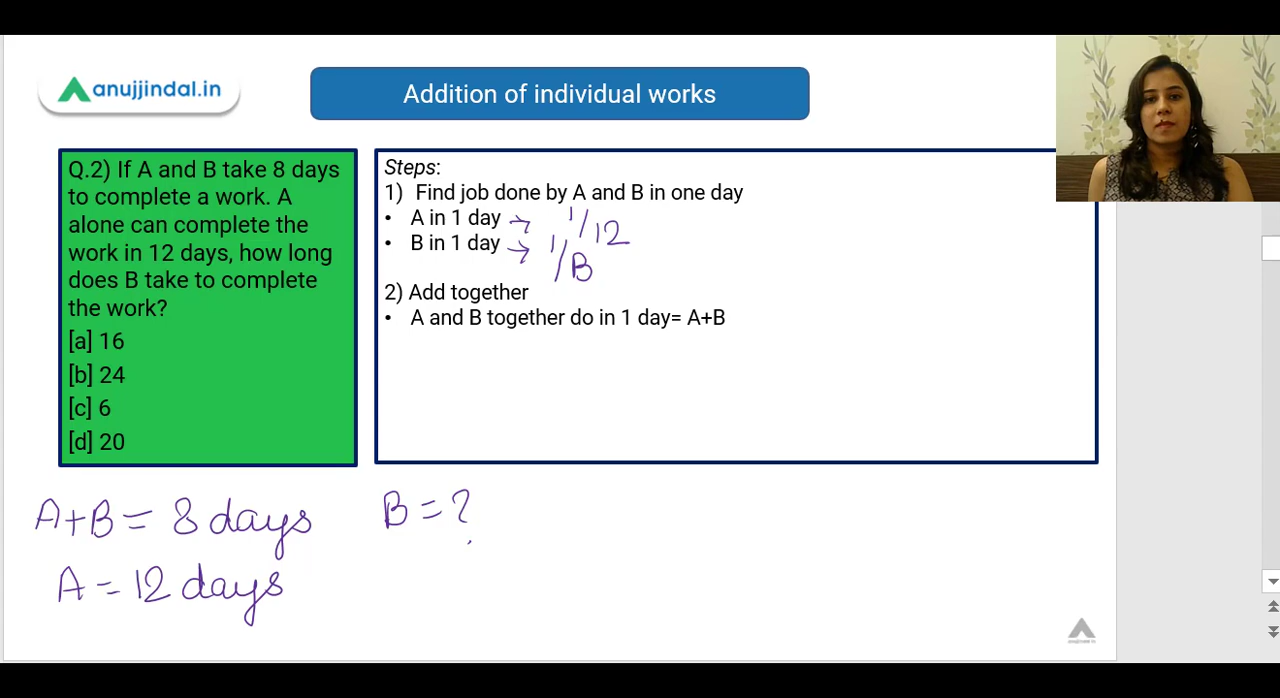 anujjindal.in
Addition of individual works
Q.2) If A and B take 8 days
to complete a work. A
alone can complete the
work in 12 days, how long
does B take to complete
the work?
[a] 16
[b] 24
[c] 6
[d] 20
Steps:
1) Find job done by A and B in one day
• A in 1 day → 1/12
• B in 1 day → 1/B
2) Add together
• A and B together do in 1 day= A+B
A+B = 8 days
A = 12 days
B = ?
anujjindal.in